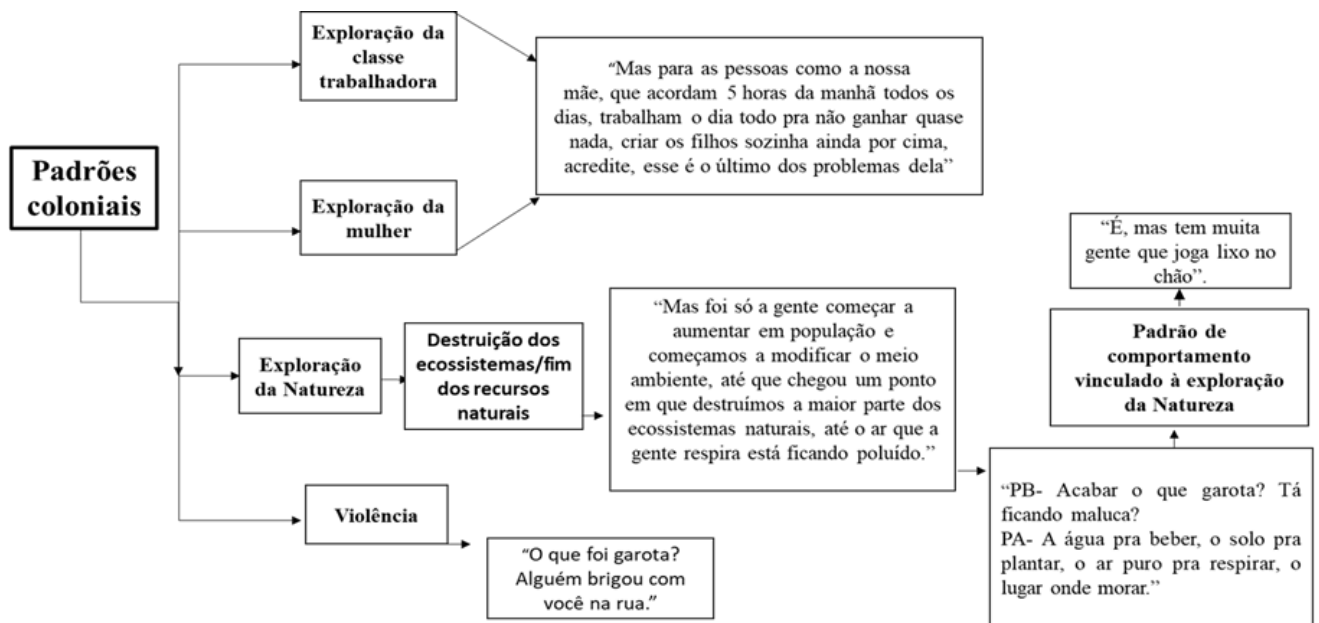 Padrões
coloniais
Exploração da
classe
trabalhadora
Exploração da
mulher
“Mas para as pessoas como a nossa
mãe, que acordam 5 horas da manhã todos os
dias, trabalham o dia todo pra não ganhar quase
nada, criar os filhos sozinha ainda por cima,
acredite, esse é o último dos problemas dela”
Exploração
da Natureza
Destruição dos
ecossistemas/fim
dos recursos
naturais
“Mas foi só a gente começar a
aumentar em população e
começamos a modificar o meio
ambiente, até que chegou um ponto
em que destruímos a maior parte dos
ecossistemas naturais, até o ar que a
gente respira está ficando poluído.”
“É, mas tem muita
gente que joga lixo no
chão”.
Padrão de
comportamento
vinculado à exploração
da Natureza
“PB- Acabar o que garota? Tá
ficando maluca?
PA- A água pra beber, o solo pra
plantar, o ar puro pra respirar, o
lugar onde morar.”
Violência
“O que foi garota?
Alguém brigou com
você na rua.”